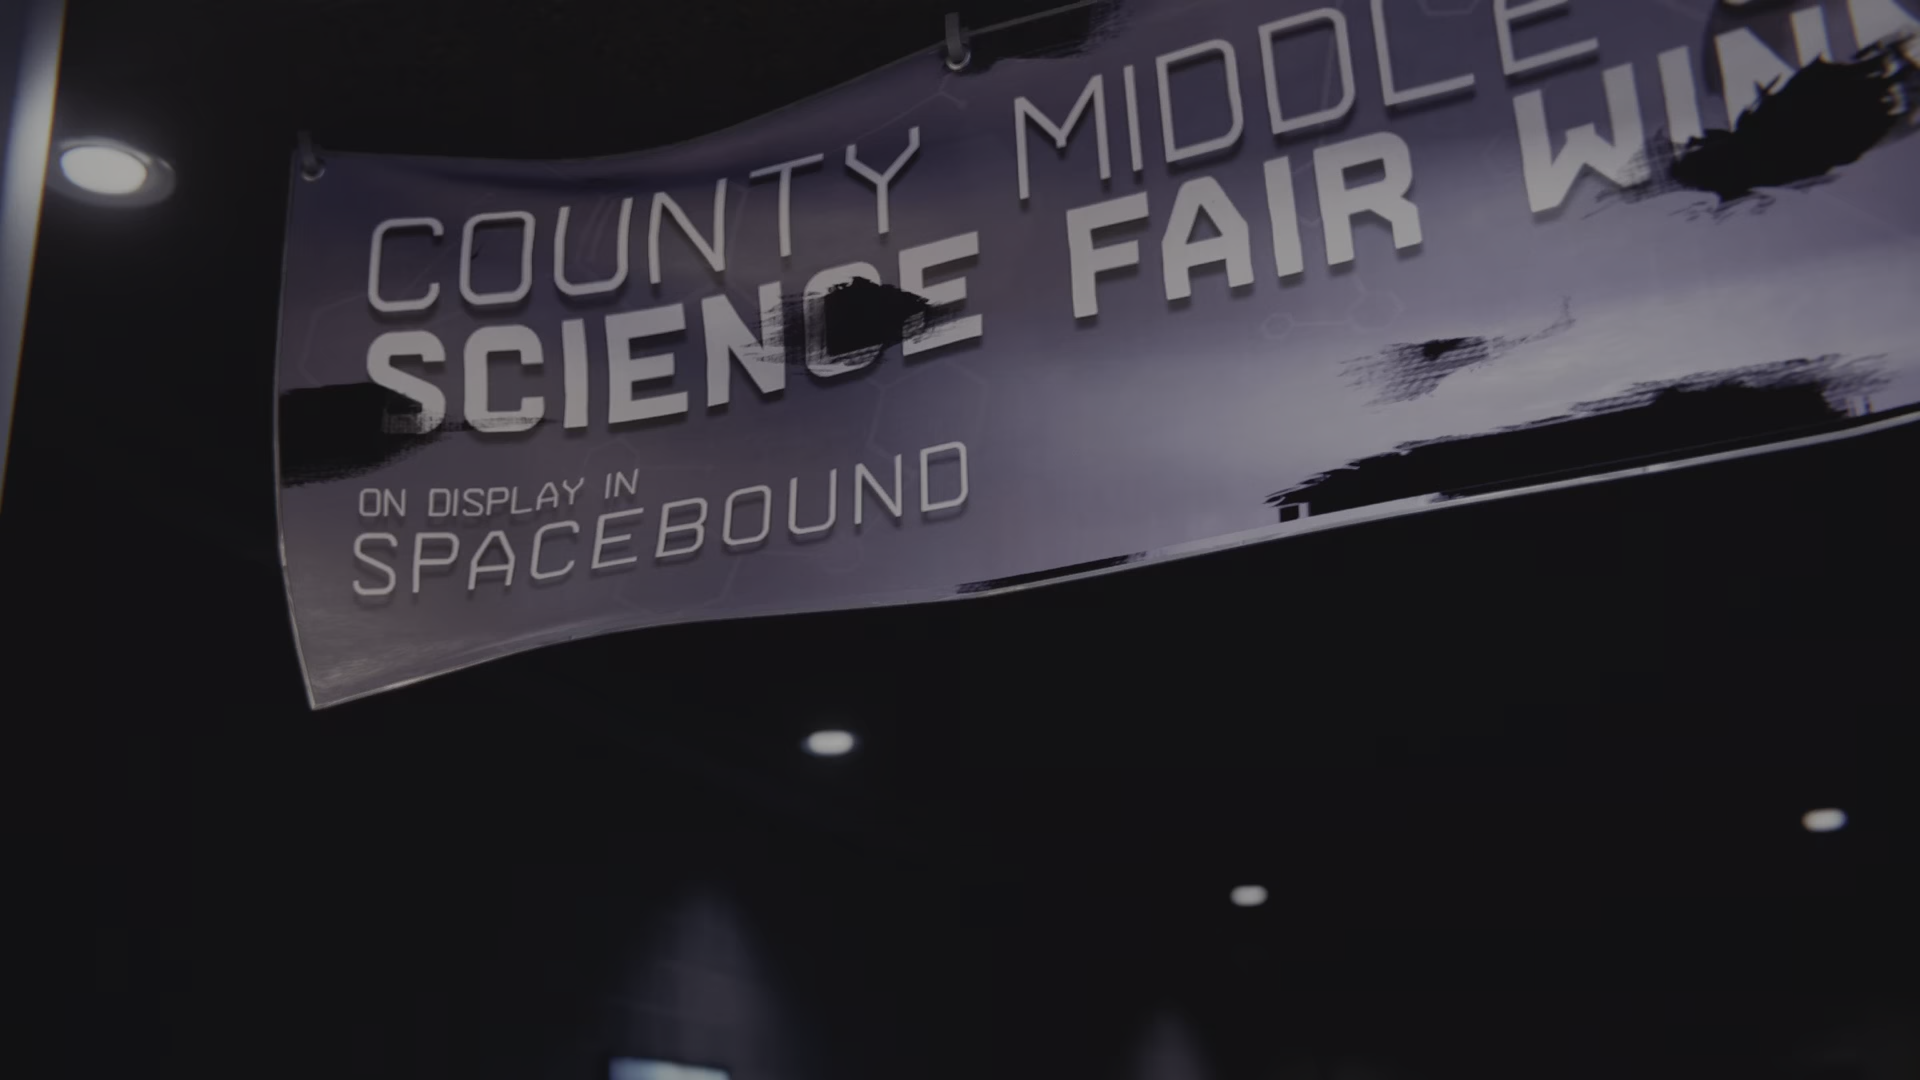 COUNTY MIDDLE
SCIENCE FAIR
ON DISPLAY IN
SPACEBOUND